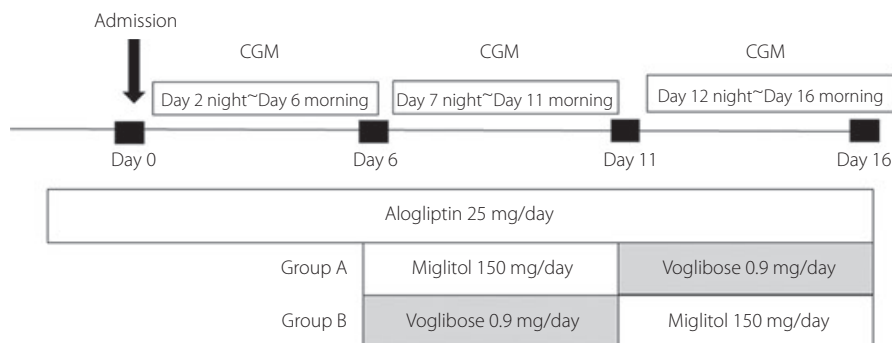 Admission
CGM CGM CGM
Day 2 night~Day 6 morning Day 7 night~Day 11 morning Day 12 night~Day 16 morning
Day 0 Day 6 Day 11 Day 16
Alogliptin 25 mg/day
Group A Miglitol 150 mg/day Voglibose 0.9 mg/day
Group B Voglibose 0.9 mg/day Miglitol 150 mg/day